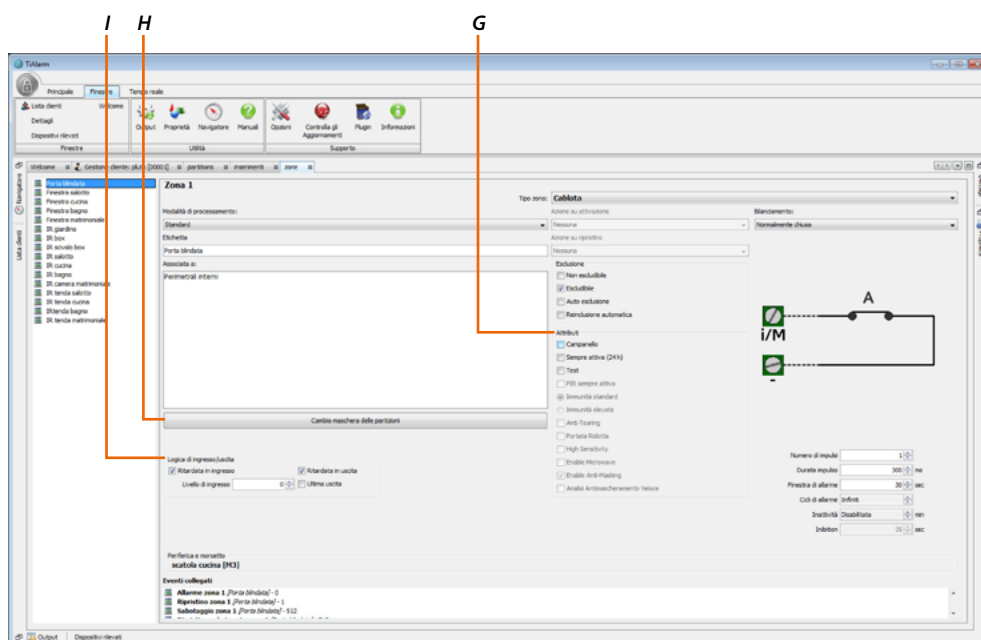 I H G
TiAlarm
Principale Finestre Tempo reale
Lista clienti Welcome
Dettagli
Dispositivi rilevati
Output Proprietà Navigatore Manuali Opzioni Controlla gli Aggiornamenti Plugin Informazioni
Finestre Utilità Supporto
Welcome Gestione cliente: pluto [00001] partitions inserimenti zone
Navigatore
Lista clienti
Porta blindata
Finestra salotto
Finestra cucina
Finestra bagno
Finestra matrimoniale
IR giardino
IR box
IR scivolo box
IR salotto
IR cucina
IR bagno
IR camera matrimoniale
IR tenda salotto
IR tenda cucina
IRtenda bagno
IR tenda matrimoniale
Zona 1
Tipo zona: Cablata
Modalità di processamento:
Standard
Etichetta
Porta blindata
Associata a:
Perimetrali interni
Cambia maschera delle partizioni
Logica di ingresso/uscita
Ritardata in ingresso Ritardata in uscita
Livello di ingresso 0 Ultima uscita
Azione su attivazione
Nessuna
Azione su ripristino
Nessuna
Esclusione
Non escludibile
Escludibile
Auto esclusione
Reinclusione automatica
Attributi
Campanello
Sempre attiva (24h)
Test
PIR sempre attivo
Immunità standard
Immunità elevata
Anti-Tearing
Portata Ridotta
High Sensitivity
Enable Microwave
Enable Anti-Masking
Analisi Antimascheramento Veloce
Bilanciamento:
Normalmente chiusa
A
i/M
-
Numero di impulsi 1
Durata impulso 300 ms
Finestra di allarme 30 sec
Cicli di allarme Infiniti
Inattività Disabilitata min
Inibition 25 sec
Periferica e morsetto
scatola cucina [M3]
Eventi collegati
Allarme zona 1 [Porta blindata] - 0
Ripristino zona 1 [Porta blindata] - 1
Sabotaggio zona 1 [Porta blindata] - 512
Output Dispositivi rilevati